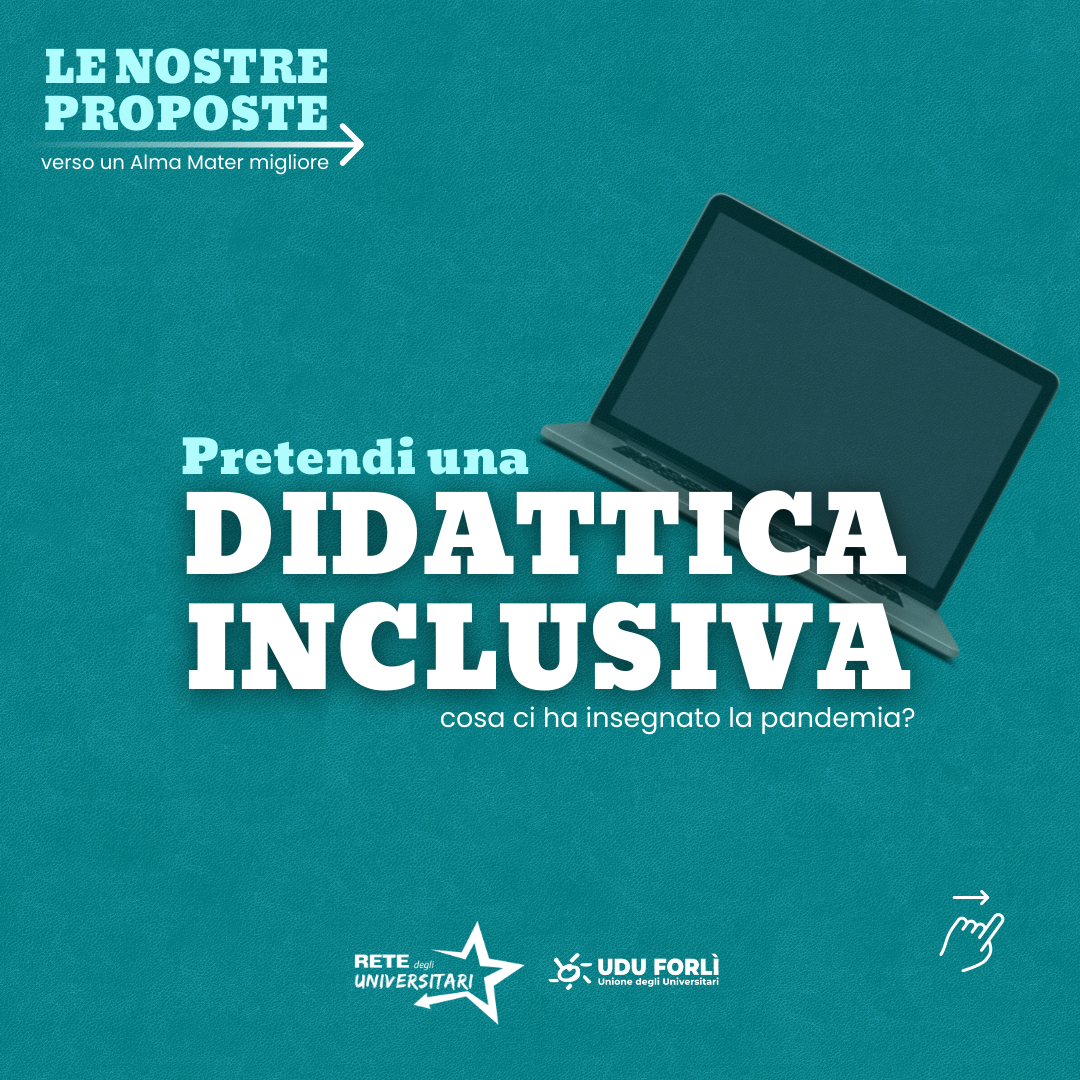 LE NOSTRE
PROPOSTE
verso un Alma Mater migliore
Pretendi una
DIDATTICA
INCLUSIVA
cosa ci ha insegnato la pandemia?
RETE degli
UNIVERSITARI
UDU FORLÌ
Unione degli Universitari